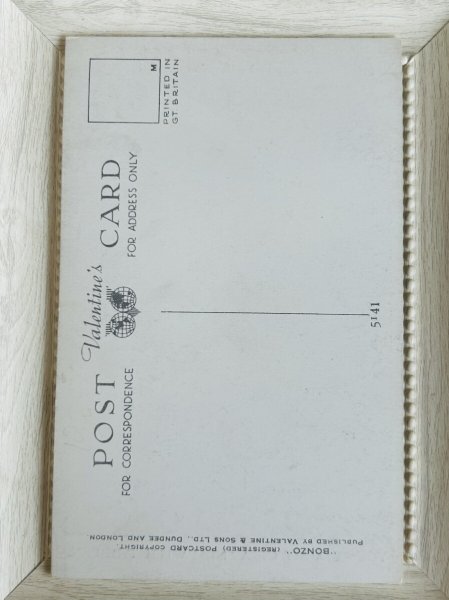 "BONZO" (REGISTERED) POSTCARD COPYRIGHT.
PUBLISHED BY VALENTINE & SONS LTD., DUNDEE AND LONDON.
POST Valentine's CARD
FOR CORRESPONDENCE FOR ADDRESS ONLY
M
PRINTED IN
GT BRITAIN
5141